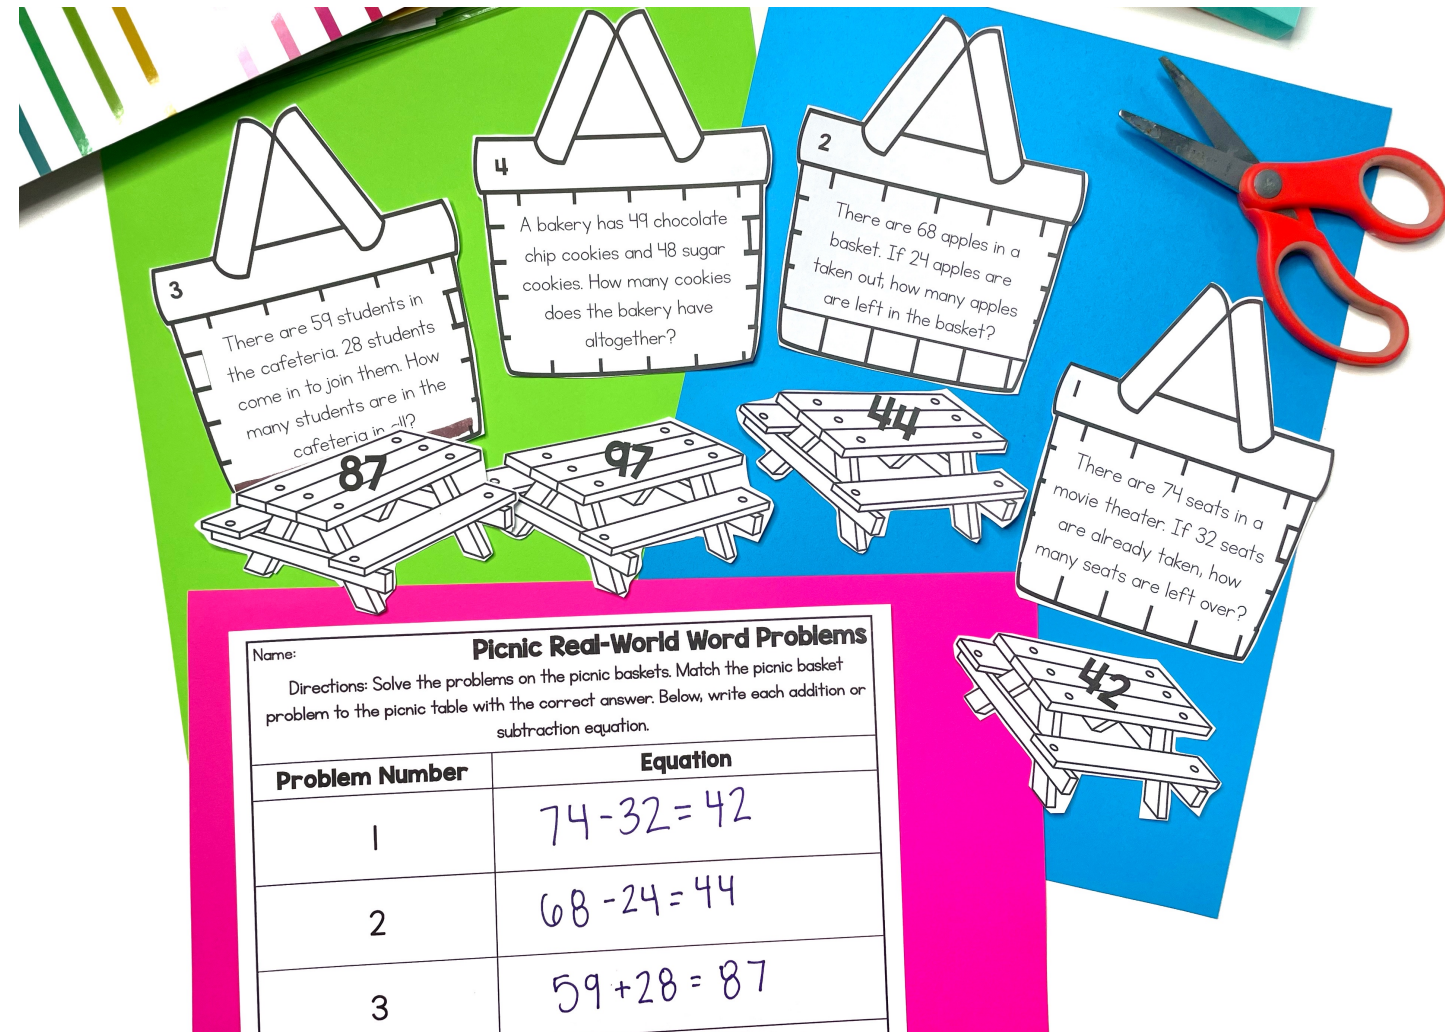 4
A bakery has 49 chocolate
chip cookies and 48 sugar
cookies. How many cookies
does the bakery have
altogether?
2
There are 68 apples in a
basket. If 24 apples are
taken out, how many apples
are left in the basket?
3
There are 59 students in
the cafeteria. 28 students
come in to join them. How
many students are in the
cafeteria in all?
1
There are 74 seats in a
movie theater. If 32 seats
are already taken, how
many seats are left over?
87
97
44
42
Name:
Picnic Real-World Word Problems
Directions: Solve the problems on the picnic baskets. Match the picnic basket
problem to the picnic table with the correct answer. Below, write each addition or
subtraction equation.
Problem Number Equation
1 74-32=42
2 68-24=44
3 59+28=87